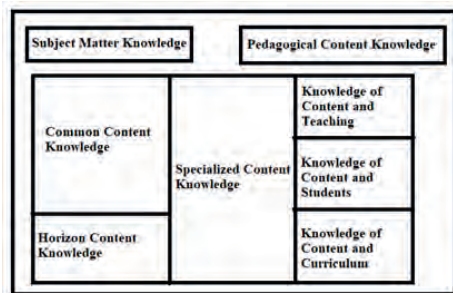 Subject Matter Knowledge
Pedagogical Content Knowledge
Common Content
Knowledge
Horizon Content
Knowledge
Specialized Content
Knowledge
Knowledge of
Content and
Teaching
Knowledge of
Content and
Students
Knowledge of
Content and
Curriculum